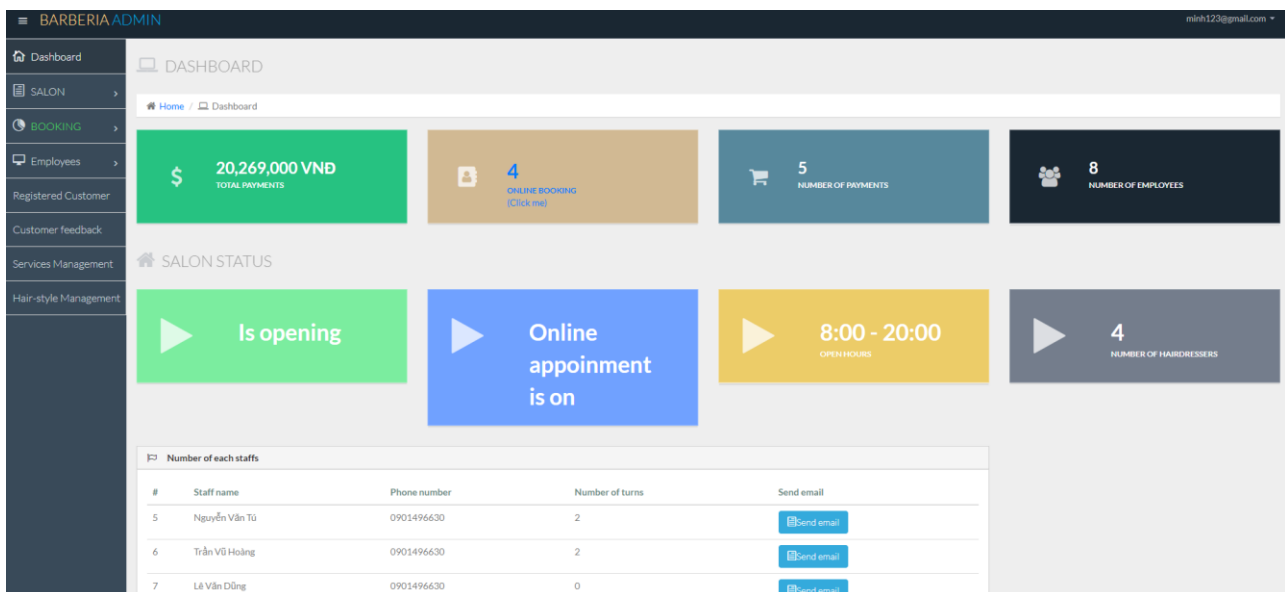 BARBERIA ADMIN
minh123@gmail.com
Dashboard
SALON
BOOKING
Employees
Registered Customer
Customer feedback
Services Management
Hair-style Management
DASHBOARD
Home / Dashboard
20,269,000 VNĐ
TOTAL PAYMENTS
4
ONLINE BOOKING
(Click me)
5
NUMBER OF PAYMENTS
8
NUMBER OF EMPLOYEES
SALON STATUS
Is opening
Online
appoinment
is on
8:00 - 20:00
OPEN HOURS
4
NUMBER OF HAIRDRESSERS
Number of each staffs
# Staff name Phone number Number of turns Send email
5 Nguyễn Văn Tú 0901496630 2 Send email
6 Trần Vũ Hoàng 0901496630 2 Send email
7 Lê Văn Dũng 0901496630 0 Send email